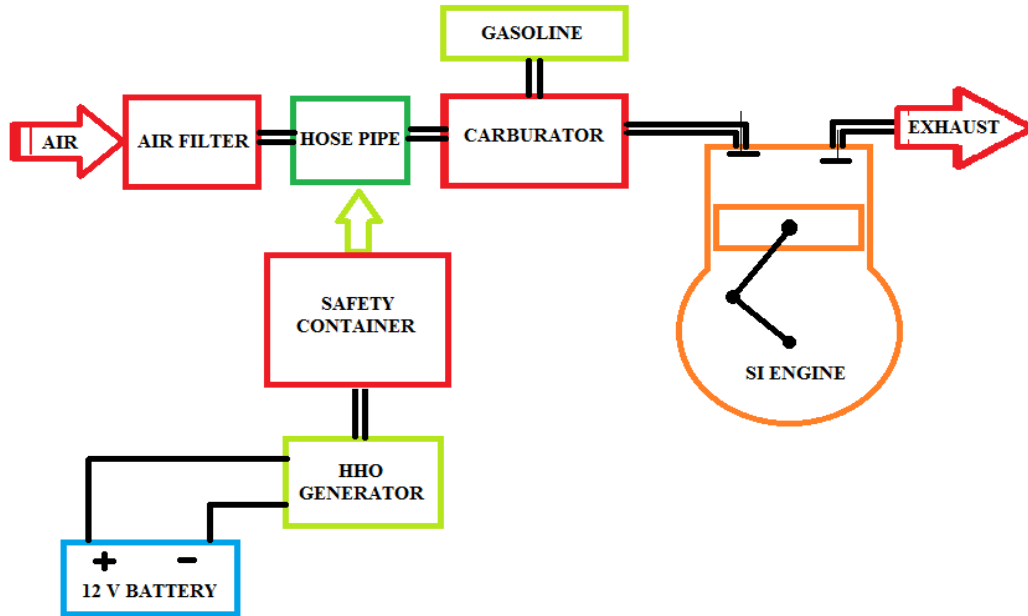 GASOLINE
AIR
AIR FILTER
HOSE PIPE
CARBURATOR
EXHAUST
SAFETY
CONTAINER
SI ENGINE
HHO
GENERATOR
+ -
12 V BATTERY